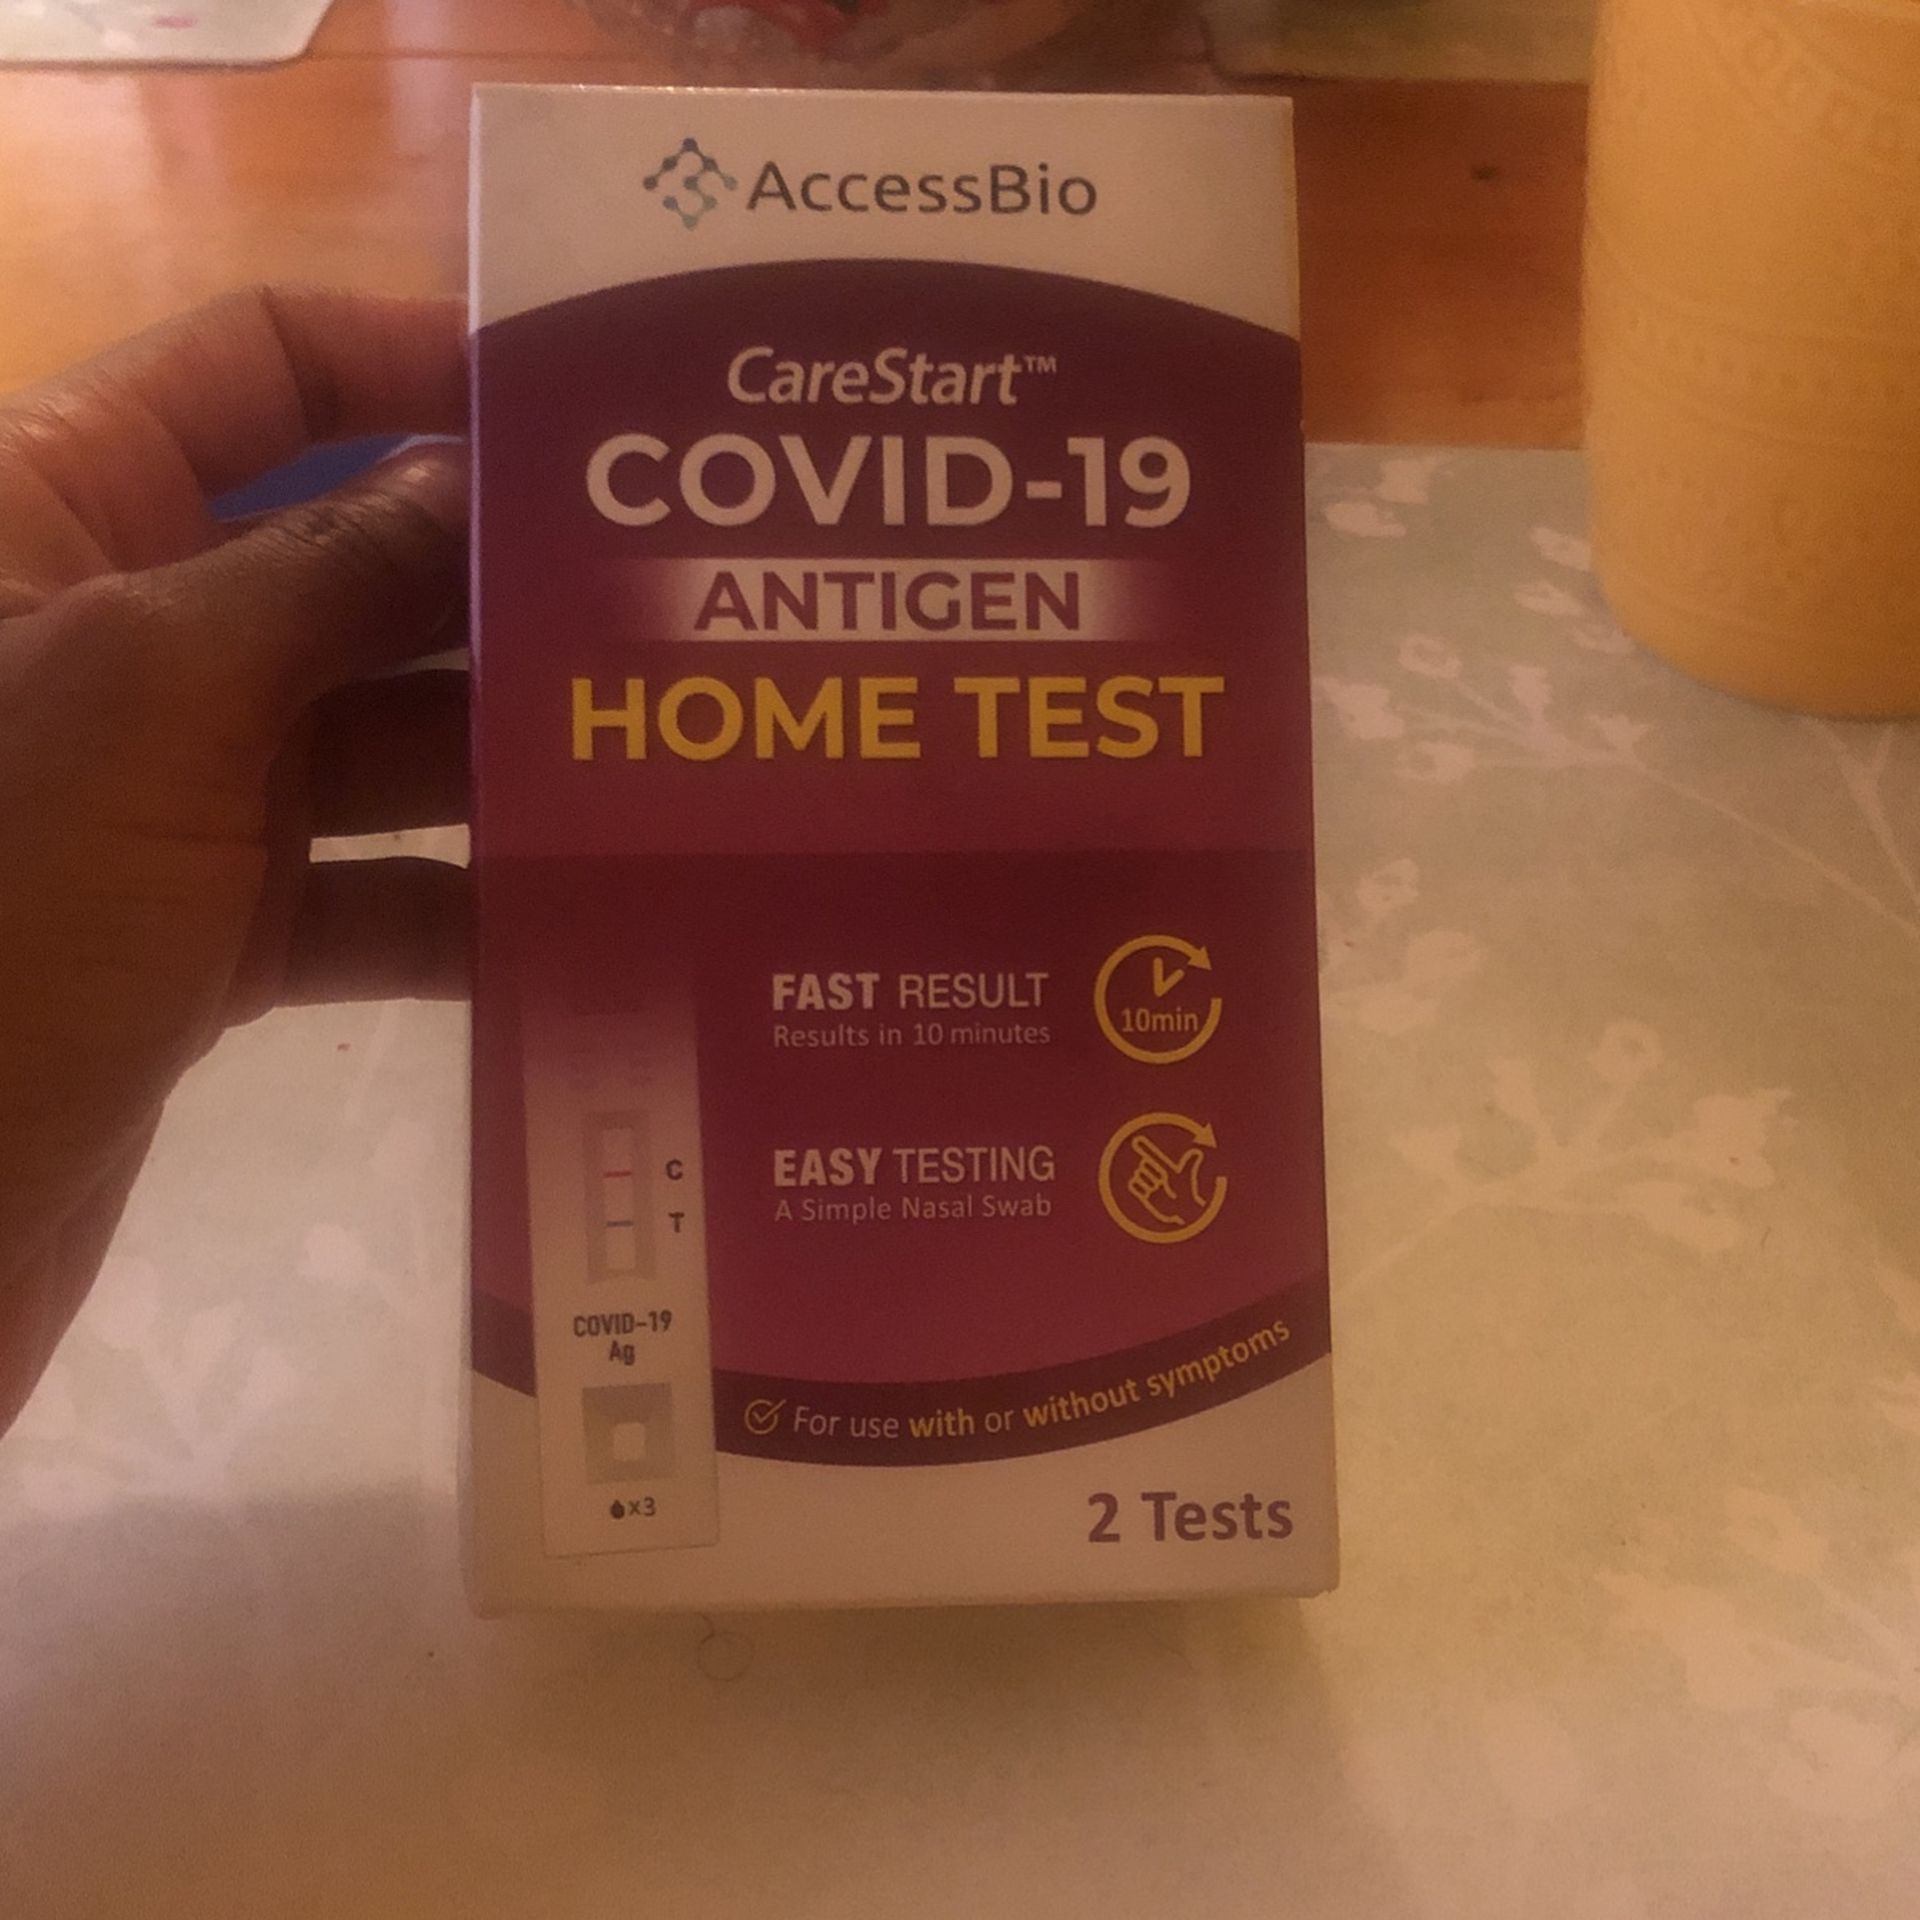 AccessBio
CareStart™
COVID-19
ANTIGEN
HOME TEST
FAST RESULT
Results in 10 minutes
10min
EASY TESTING
A Simple Nasal Swab
C
T
COVID-19
Ag
x3
For use with or without symptoms
2 Tests